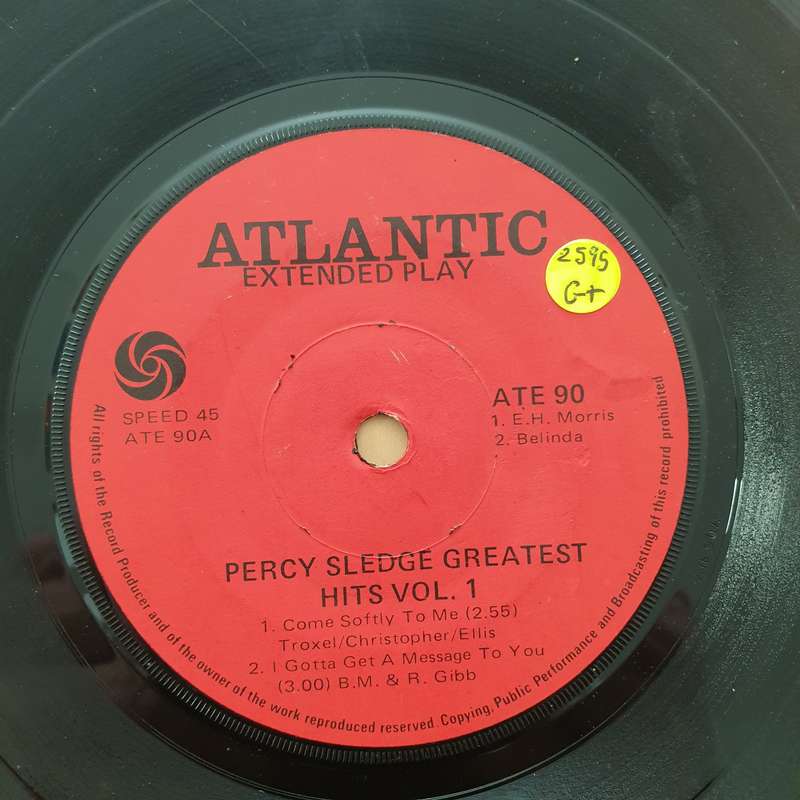 ATLANTIC
EXTENDED PLAY
2595
G+
SPEED 45
ATE 90A
ATE 90
1. E.H. Morris
2. Belinda
PERCY SLEDGE GREATEST
HITS VOL. 1
1. Come Softly To Me (2.55)
Troxel/Christopher/Ellis
2. I Gotta Get A Message To You
(3.00) B.M. & R. Gibb
All rights of the Record Producer and of the owner of the work reproduced reserved. Copying, Public Performance and Broadcasting of this record prohibited